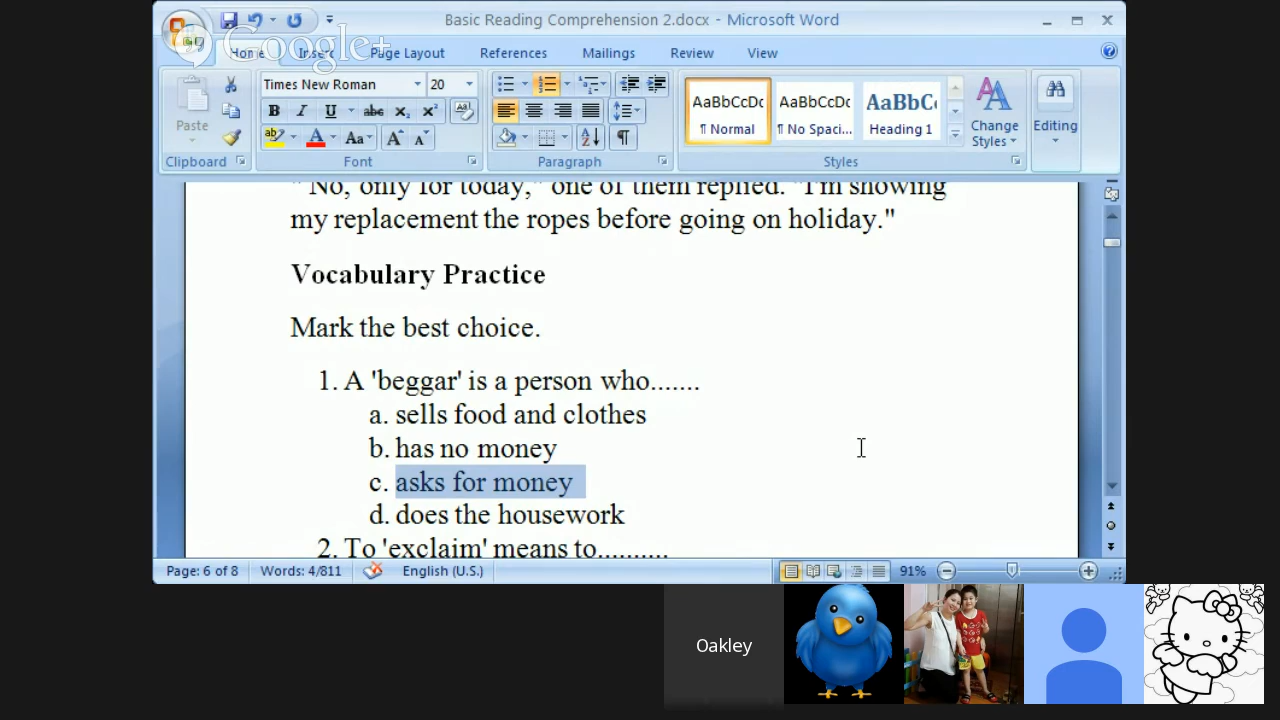 Basic Reading Comprehension 2.docx - Microsoft Word
Google+
Home Insert Page Layout References Mailings Review View
Times New Roman 20
AaBbCcDc AaBbCcDc AaBbC
Paste
¶ Normal ¶ No Spaci... Heading 1 Change Styles Editing
Clipboard Font Paragraph Styles
"No, only for today," one of them replied. "I'm showing
my replacement the ropes before going on holiday."
Vocabulary Practice
Mark the best choice.
1. A 'beggar' is a person who.......
a. sells food and clothes
b. has no money
c. asks for money
d. does the housework
2. To 'exclaim' means to..........
Page: 6 of 8 Words: 4/811 English (U.S.) 91%
Oakley